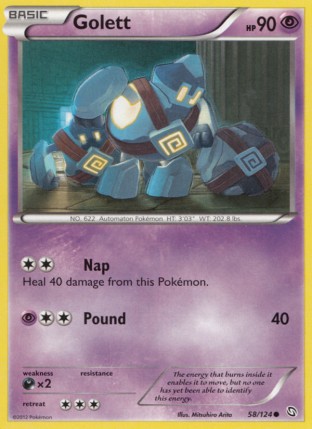 BASIC
Golett
HP 90
NO. 622 Automaton Pokémon. HT. 3'03" WT. 202.8 lbs.
Nap
Heal 40 damage from this Pokémon.
Pound 40
weakness resistance
×2
retreat
The energy that burns inside it
enables it to move, but no one
has yet been able to identify
this energy.
©2012 Pokémon
Illus. Mitsuhiro Arita
58/124